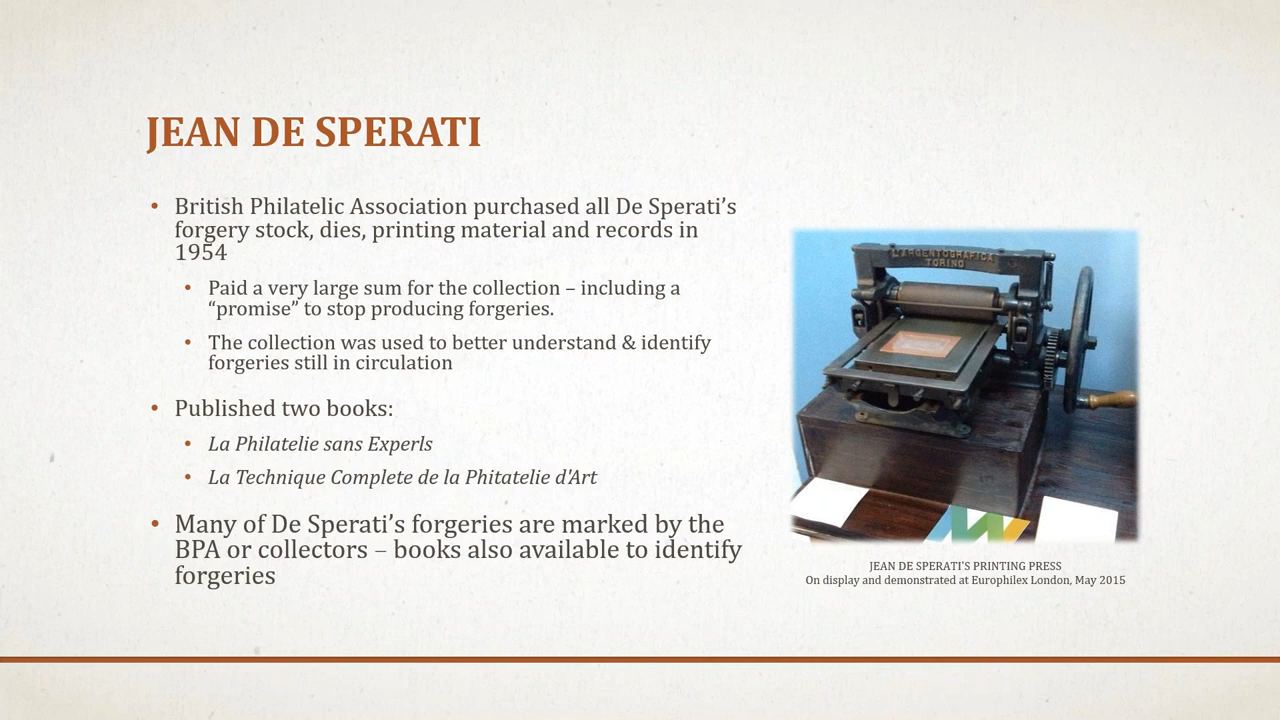 JEAN DE SPERATI
• British Philatelic Association purchased all De Sperati’s
forgery stock, dies, printing material and records in
1954
• Paid a very large sum for the collection – including a
“promise” to stop producing forgeries.
• The collection was used to better understand & identify
forgeries still in circulation
• Published two books:
• La Philatelie sans Experls
• La Technique Complete de la Phitatelie d'Art
• Many of De Sperati’s forgeries are marked by the
BPA or collectors – books also available to identify
forgeries
L'ARGENTOGRAFICA
TORINO
JEAN DE SPERATI'S PRINTING PRESS
On display and demonstrated at Europhilex London, May 2015